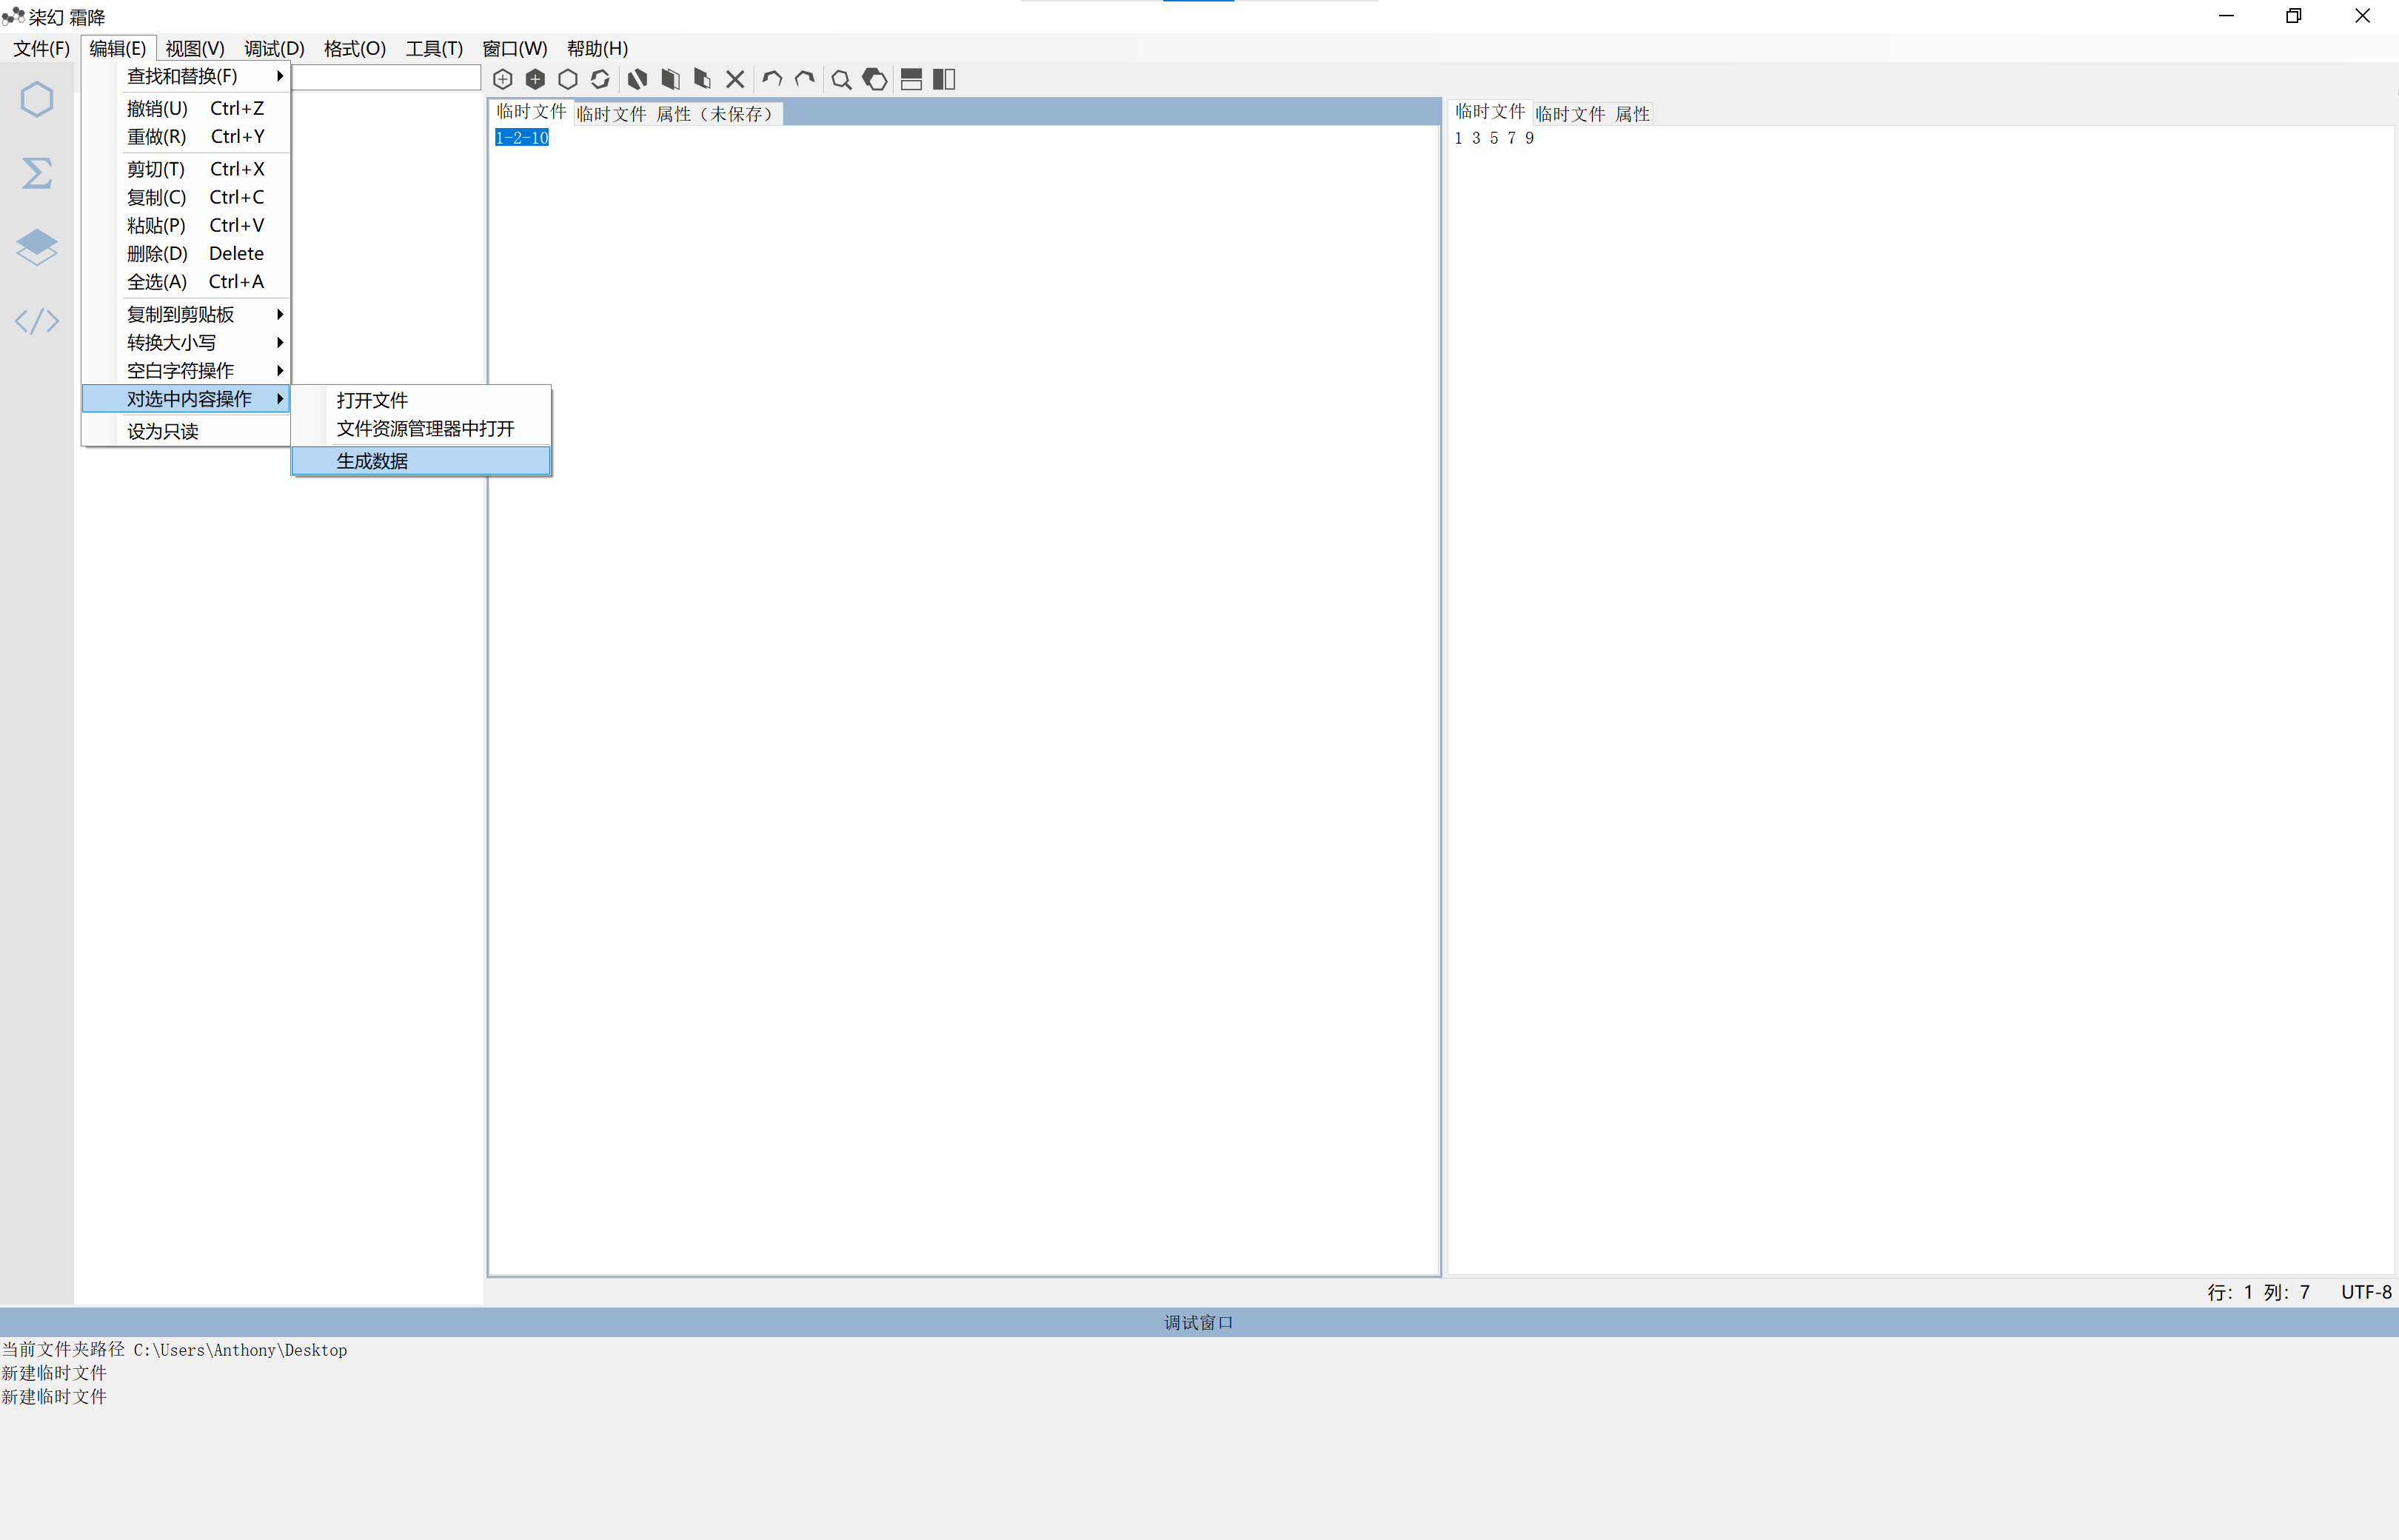 柒幻 霜降
文件(F) 编辑(E) 视图(V) 调试(D) 格式(O) 工具(T) 窗口(W) 帮助(H)
查找和替换(F)
撤销(U) Ctrl+Z
重做(R) Ctrl+Y
剪切(T) Ctrl+X
复制(C) Ctrl+C
粘贴(P) Ctrl+V
删除(D) Delete
全选(A) Ctrl+A
复制到剪贴板
转换大小写
空白字符操作
对选中内容操作
设为只读
打开文件
文件资源管理器中打开
生成数据
临时文件 临时文件 属性（未保存）
1-2-10
临时文件 临时文件 属性
1 3 5 7 9
行: 1 列: 7 UTF-8
调试窗口
当前文件夹路径 C:\Users\Anthony\Desktop
新建临时文件
新建临时文件